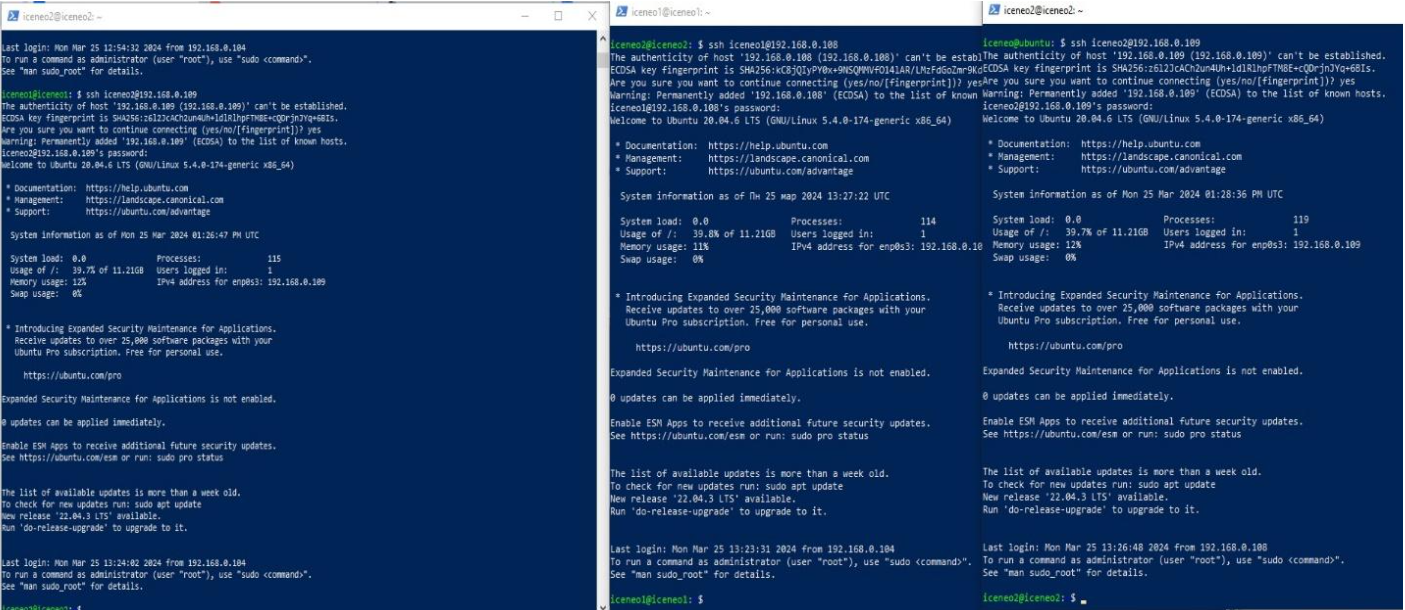 iceneo2@iceneo2: ~
Last login: Mon Mar 25 12:54:32 2024 from 192.168.0.104
To run a command as administrator (user "root"), use "sudo <command>".
See "man sudo_root" for details.
iceneo1@iceneo1: $ ssh iceneo2@192.168.0.109
The authenticity of host '192.168.0.109 (192.168.0.109)' can't be established.
ECDSA key fingerprint is
Are you sure you want to continue connecting (yes/no/[fingerprint])? yes
Warning: Permanently added '192.168.0.109' (ECDSA) to the list of known hosts.
iceneo2@192.168.0.109's password:
Welcome to Ubuntu 20.04.6 LTS (GNU/Linux 5.4.0-174-generic x86_64)
* Documentation: https://help.ubuntu.com
* Management: https://landscape.canonical.com
* Support: https://ubuntu.com/advantage
System information as of Mon 25 Mar 2024 01:26:47 PM UTC
System load: 0.0 Processes: 115
Usage of /: 39.7% of 11.21GB Users logged in: 1
Memory usage: 12% IPv4 address for enp0s3: 192.168.0.109
Swap usage: 0%
* Introducing Expanded Security Maintenance for Applications.
Receive updates to over 25,000 software packages with your
Ubuntu Pro subscription. Free for personal use.
https://ubuntu.com/pro
Expanded Security Maintenance for Applications is not enabled.
0 updates can be applied immediately.
Enable ESM Apps to receive additional future security updates.
See https://ubuntu.com/esm or run: sudo pro status
The list of available updates is more than a week old.
To check for new updates run: sudo apt update
New release '22.04.3 LTS' available.
Run 'do-release-upgrade' to upgrade to it.
Last login: Mon Mar 25 13:24:02 2024 from 192.168.0.104
To run a command as administrator (user "root"), use "sudo <command>".
See "man sudo_root" for details.
iceneo2@iceneo2: $
iceneo1@iceneo1: ~
iceneo2@iceneo2: $ ssh iceneo1@192.168.0.108
The authenticity of host '192.168.0.108 (192.168.0.108)' can't be establ
ECDSA key fingerprint is
Are you sure you want to continue connecting (yes/no/[fingerprint])? yes
Warning: Permanently added '192.168.0.108' (ECDSA) to the list of known
iceneo1@192.168.0.108's password:
Welcome to Ubuntu 20.04.6 LTS (GNU/Linux 5.4.0-174-generic x86_64)
* Documentation: https://help.ubuntu.com
* Management: https://landscape.canonical.com
* Support: https://ubuntu.com/advantage
System information as of Пн 25 мар 2024 13:27:22 UTC
System load: 0.0 Processes: 114
Usage of /: 39.8% of 11.21GB Users logged in: 1
Memory usage: 11% IPv4 address for enp0s3: 192.168.0.10
Swap usage: 0%
* Introducing Expanded Security Maintenance for Applications.
Receive updates to over 25,000 software packages with your
Ubuntu Pro subscription. Free for personal use.
https://ubuntu.com/pro
Expanded Security Maintenance for Applications is not enabled.
0 updates can be applied immediately.
Enable ESM Apps to receive additional future security updates.
See https://ubuntu.com/esm or run: sudo pro status
The list of available updates is more than a week old.
To check for new updates run: sudo apt update
New release '22.04.3 LTS' available.
Run 'do-release-upgrade' to upgrade to it.
Last login: Mon Mar 25 13:23:31 2024 from 192.168.0.104
To run a command as administrator (user "root"), use "sudo <command>".
See "man sudo_root" for details.
iceneo1@iceneo1: $
iceneo2@iceneo2: ~
iceneo@ubuntu: $ ssh iceneo2@192.168.0.109
The authenticity of host '192.168.0.109 (192.168.0.109)' can't be established.
ECDSA key fingerprint is
Are you sure you want to continue connecting (yes/no/[fingerprint])? yes
Warning: Permanently added '192.168.0.109' (ECDSA) to the list of known hosts.
iceneo2@192.168.0.109's password:
Welcome to Ubuntu 20.04.6 LTS (GNU/Linux 5.4.0-174-generic x86_64)
* Documentation: https://help.ubuntu.com
* Management: https://landscape.canonical.com
* Support: https://ubuntu.com/advantage
System information as of Mon 25 Mar 2024 01:28:36 PM UTC
System load: 0.0 Processes: 119
Usage of /: 39.7% of 11.21GB Users logged in: 1
Memory usage: 12% IPv4 address for enp0s3: 192.168.0.109
Swap usage: 0%
* Introducing Expanded Security Maintenance for Applications.
Receive updates to over 25,000 software packages with your
Ubuntu Pro subscription. Free for personal use.
https://ubuntu.com/pro
Expanded Security Maintenance for Applications is not enabled.
0 updates can be applied immediately.
Enable ESM Apps to receive additional future security updates.
See https://ubuntu.com/esm or run: sudo pro status
The list of available updates is more than a week old.
To check for new updates run: sudo apt update
New release '22.04.3 LTS' available.
Run 'do-release-upgrade' to upgrade to it.
Last login: Mon Mar 25 13:26:48 2024 from 192.168.0.108
To run a command as administrator (user "root"), use "sudo <command>".
See "man sudo_root" for details.
iceneo2@iceneo2: $